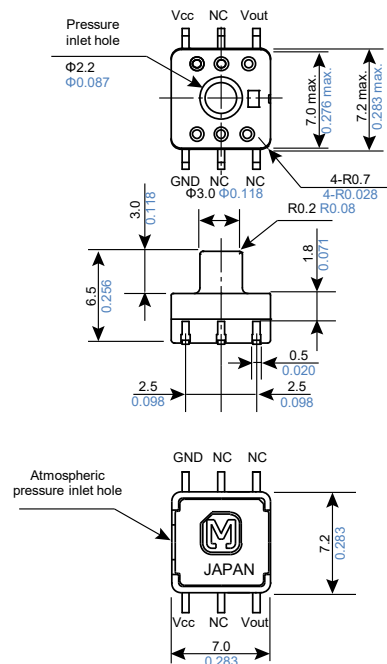 Vcc NC Vout
Pressure
inlet hole
Φ2.2
Φ0.087
7.0 max.
0.276 max.
7.2 max.
0.283 max.
4-R0.7
4-R0.028
GND NC NC
Φ3.0 Φ0.118
R0.2 R0.08
3.0
0.118
1.8
0.071
6.5
0.256
0.5
0.020
2.5
0.098
2.5
0.098
GND NC NC
Atmospheric
pressure inlet hole
M
JAPAN
7.2
0.283
Vcc NC Vout
7.0
0.283